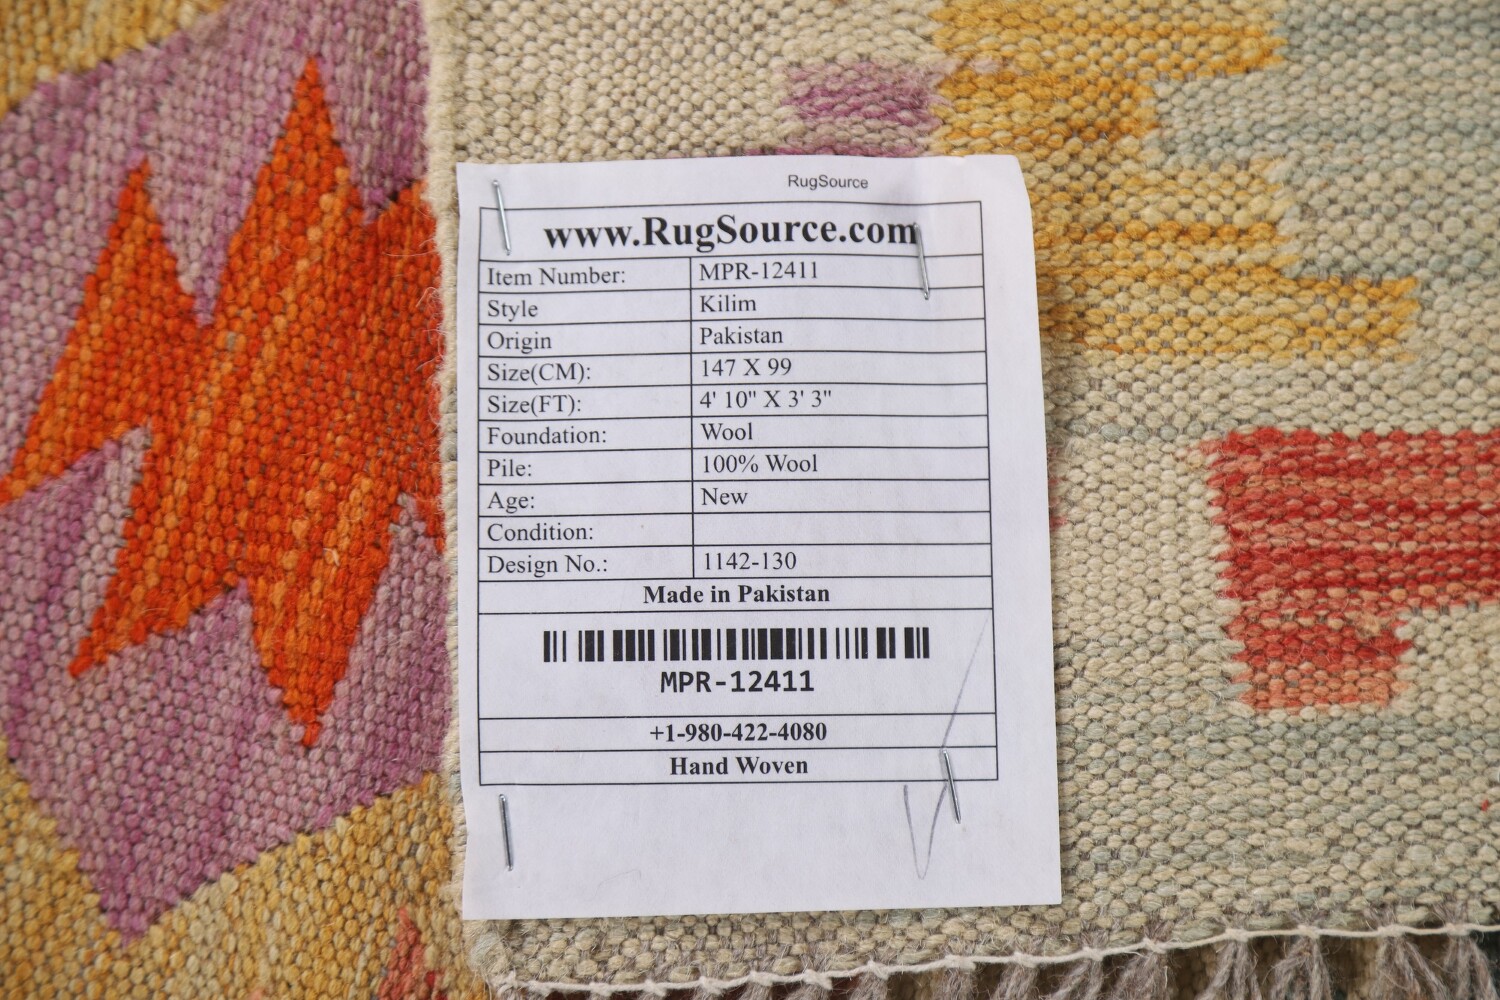 RugSource
www.RugSource.com
Item Number: MPR-12411
Style Kilim
Origin Pakistan
Size(CM): 147 X 99
Size(FT): 4' 10" X 3' 3"
Foundation: Wool
Pile: 100% Wool
Age: New
Condition:
Design No.: 1142-130
Made in Pakistan
MPR-12411
+1-980-422-4080
Hand Woven